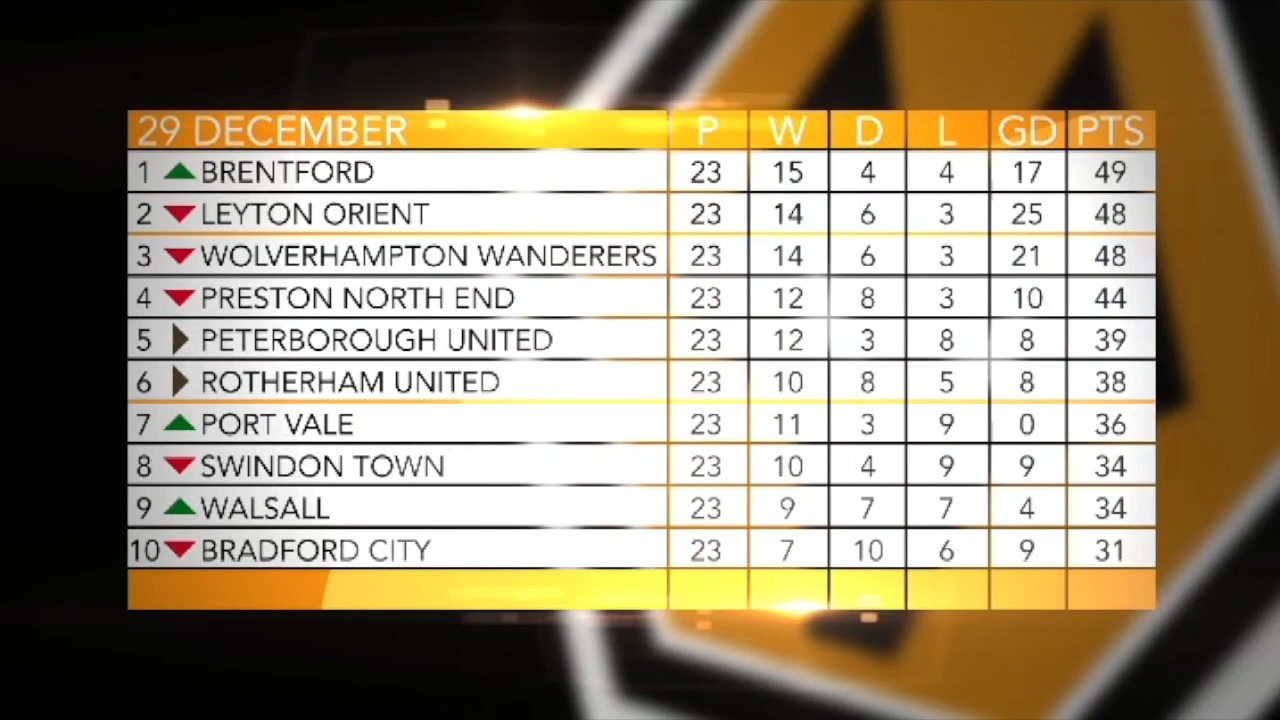 29 DECEMBER P W D L GD PTS
1 BRENTFORD 23 15 4 4 17 49
2 LEYTON ORIENT 23 14 6 3 25 48
3 WOLVERHAMPTON WANDERERS 23 14 6 3 21 48
4 PRESTON NORTH END 23 12 8 3 10 44
5 PETERBOROUGH UNITED 23 12 3 8 8 39
6 ROTHERHAM UNITED 23 10 8 5 8 38
7 PORT VALE 23 11 3 9 0 36
8 SWINDON TOWN 23 10 4 9 9 34
9 WALSALL 23 9 7 7 4 34
10 BRADFORD CITY 23 7 10 6 9 31